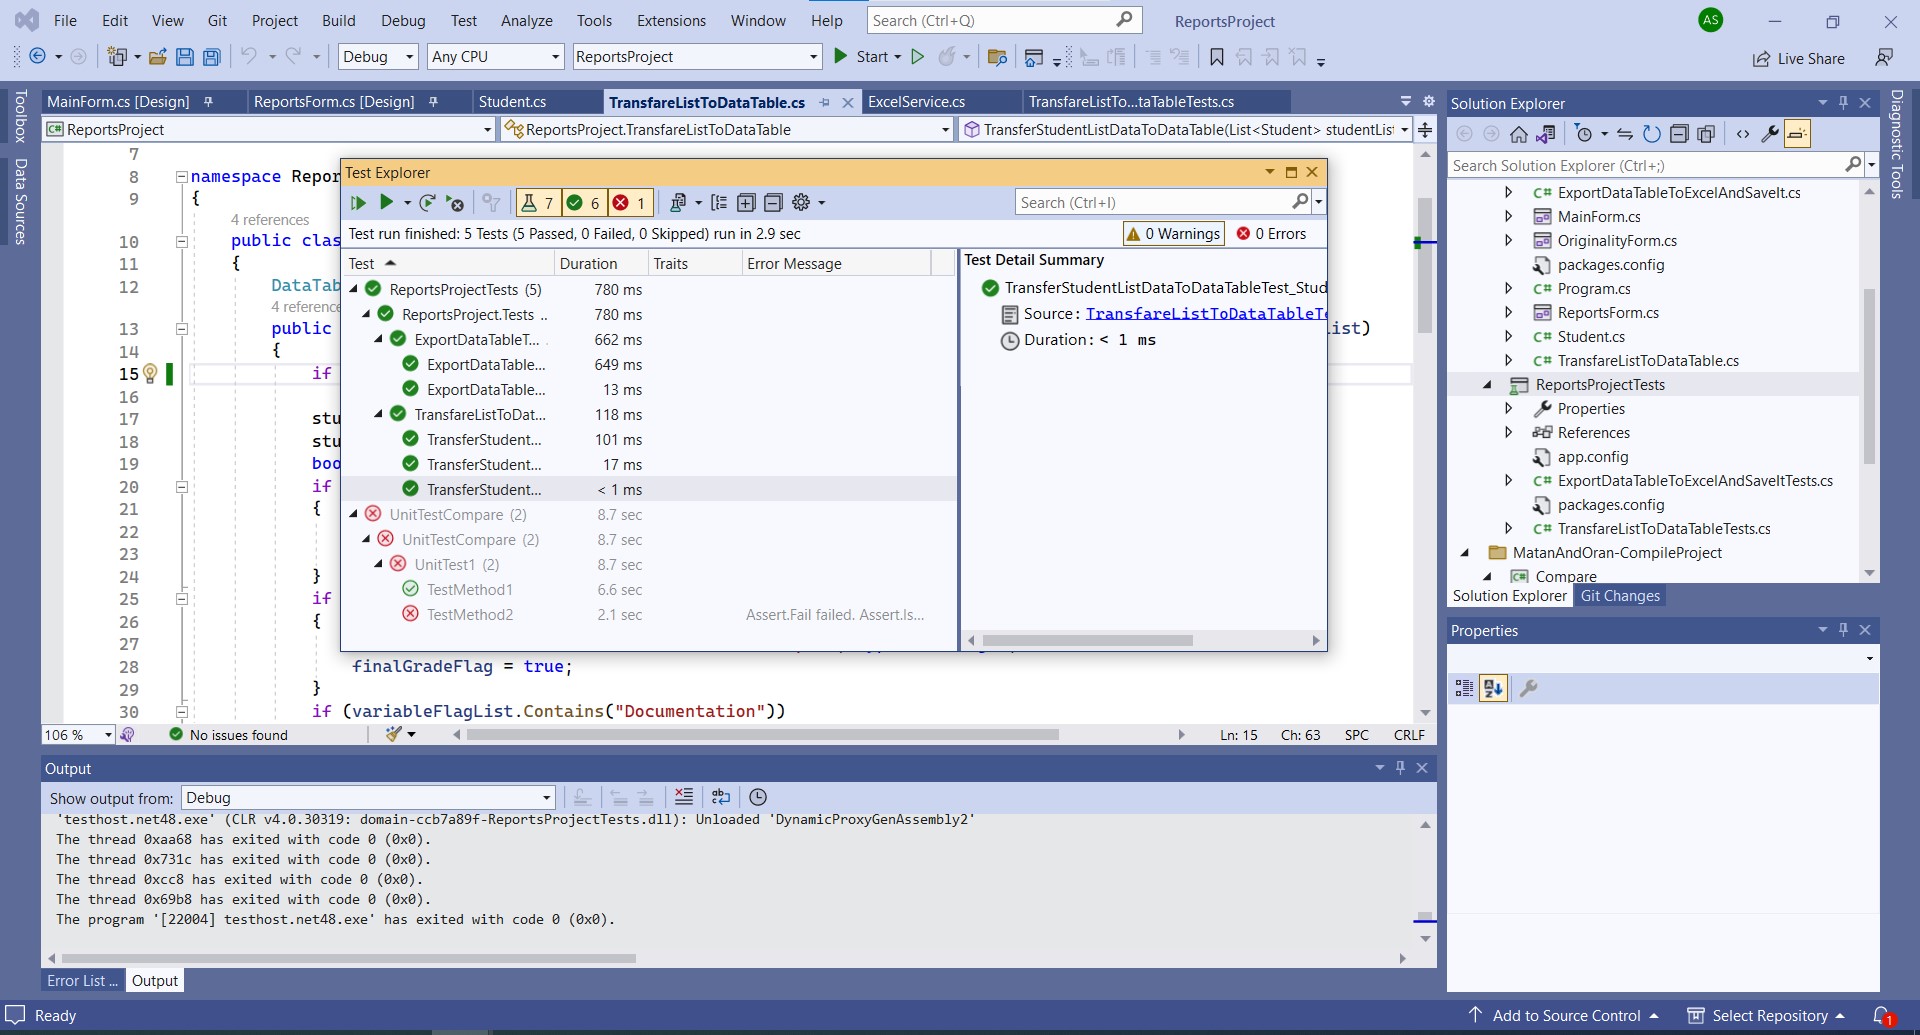 File Edit View Git Project Build Debug Test Analyze Tools Extensions Window Help Search (Ctrl+Q) ReportsProject AS
Debug Any CPU ReportsProject Start Live Share
Toolbox
Data Sources
MainForm.cs [Design] ReportsForm.cs [Design] Student.cs TransfareListToDataTable.cs ExcelService.cs TransfareListTo...taTableTests.cs
C# ReportsProject ReportsProject.TransfareListToDataTable TransferStudentListDataToDataTable(List<Student> studentList
7
8 namespace Repor
9 {
4 references
10 public clas
11 {
12 DataTab
4 reference
13 public ist)
14 {
15 if
16
17 stu
18 stu
19 boo
20 if
21 {
22
23
24 }
25 if
26 {
27
28 finalGradeFlag = true;
29 }
30 if (variableFlagList.Contains("Documentation"))
Test Explorer
7 6 1 Search (Ctrl+I)
Test run finished: 5 Tests (5 Passed, 0 Failed, 0 Skipped) run in 2.9 sec 0 Warnings 0 Errors
Test Duration Traits Error Message
ReportsProjectTests (5) 780 ms
ReportsProject.Tests .. 780 ms
ExportDataTableT... 662 ms
ExportDataTable... 649 ms
ExportDataTable... 13 ms
TransfareListToDat... 118 ms
TransferStudent... 101 ms
TransferStudent... 17 ms
TransferStudent... < 1 ms
UnitTestCompare (2) 8.7 sec
UnitTestCompare (2) 8.7 sec
UnitTest1 (2) 8.7 sec
TestMethod1 6.6 sec
TestMethod2 2.1 sec Assert.Fail failed. Assert.Is...
Test Detail Summary
TransferStudentListDataToDataTableTest_Stud
Source: TransfareListToDataTableTe
Duration: < 1 ms
106 % No issues found Ln: 15 Ch: 63 SPC CRLF
Output
Show output from: Debug
'testhost.net48.exe' (CLR v4.0.30319: domain-ccb7a89f-ReportsProjectTests.dll): Unloaded 'DynamicProxyGenAssembly2'
The thread 0xaa68 has exited with code 0 (0x0).
The thread 0x731c has exited with code 0 (0x0).
The thread 0xcc8 has exited with code 0 (0x0).
The thread 0x69b8 has exited with code 0 (0x0).
The program '[22004] testhost.net48.exe' has exited with code 0 (0x0).
Error List ... Output
Solution Explorer
Search Solution Explorer (Ctrl+;)
C# ExportDataTableToExcelAndSaveIt.cs
MainForm.cs
OriginalityForm.cs
packages.config
C# Program.cs
ReportsForm.cs
C# Student.cs
C# TransfareListToDataTable.cs
ReportsProjectTests
Properties
References
app.config
C# ExportDataTableToExcelAndSaveItTests.cs
packages.config
C# TransfareListToDataTableTests.cs
MatanAndOran-CompileProject
C# Compare
Solution Explorer Git Changes
Properties
Diagnostic Tools
Ready Add to Source Control Select Repository 1